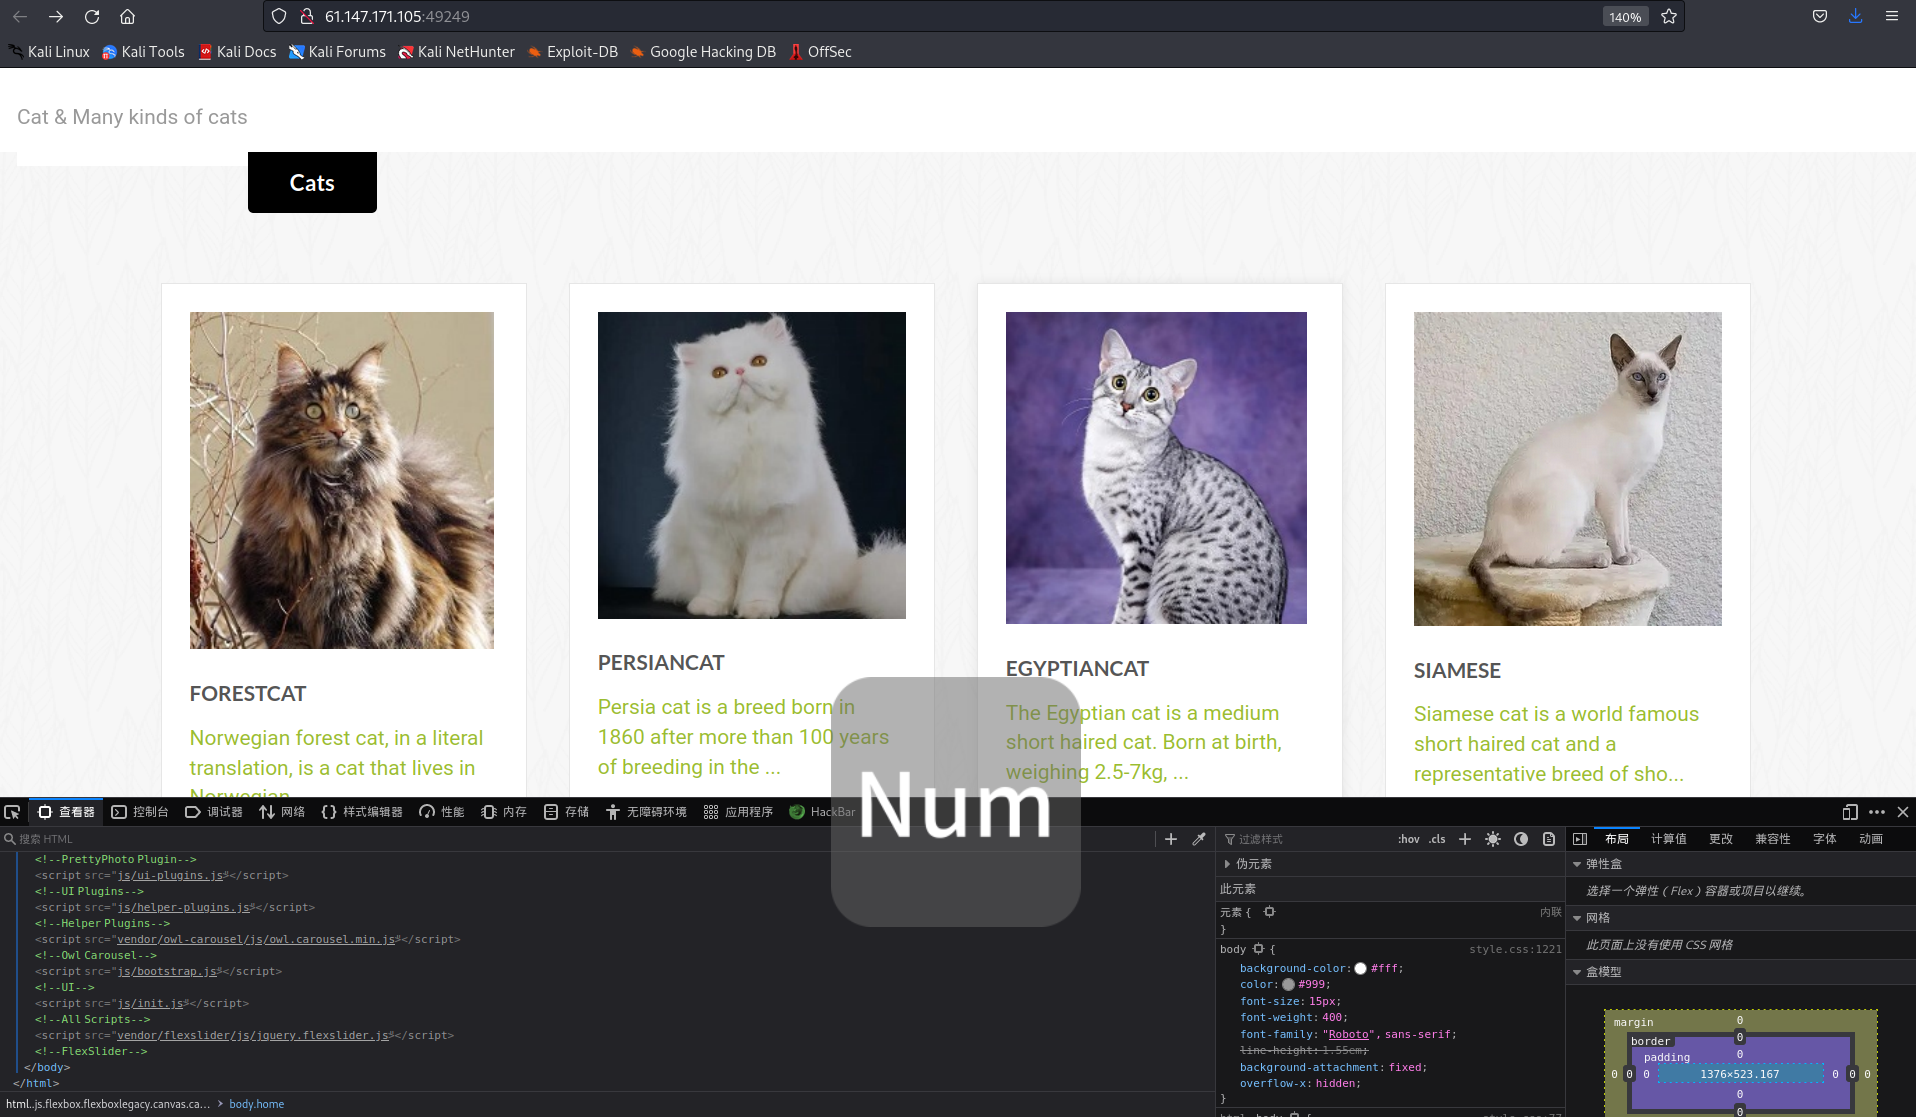 61.147.171.105:49249
140%
Kali Linux
Kali Tools
Kali Docs
Kali Forums
Kali NetHunter
Exploit-DB
Google Hacking DB
OffSec
Cat & Many kinds of cats
Cats
FORESTCAT
Norwegian forest cat, in a literal
translation, is a cat that lives in
Norwegian
PERSIANCAT
Persia cat is a breed born in
1860 after more than 100 years
of breeding in the ...
EGYPTIANCAT
The Egyptian cat is a medium
short haired cat. Born at birth,
weighing 2.5-7kg, ...
SIAMESE
Siamese cat is a world famous
short haired cat and a
representative breed of sho...
Num
查看器
控制台
调试器
网络
样式编辑器
性能
内存
存储
无障碍环境
应用程序
HackBar
搜索 HTML
<!--PrettyPhoto Plugin-->
<script src="js/ui-plugins.js"></script>
<!--UI Plugins-->
<script src="js/helper-plugins.js"></script>
<!--Helper Plugins-->
<script src="vendor/owl-carousel/js/owl.carousel.min.js"></script>
<!--Owl Carousel-->
<script src="js/bootstrap.js"></script>
<!--UI-->
<script src="js/init.js"></script>
<!--All Scripts-->
<script src="vendor/flexslider/js/jquery.flexslider.js"></script>
<!--FlexSlider-->
</body>
</html>
html.js.flexbox.flexboxlegacy.canvas.ca... > body.home
过滤样式
:hov .cls
伪元素
此元素
元素 { 内联
}
body { style.css:1221
background-color: #fff;
color: #999;
font-size: 15px;
font-weight: 400;
font-family: "Roboto", sans-serif;
line-height: 1.55em;
background-attachment: fixed;
overflow-x: hidden;
}
html, body { style.css:77
布局
计算值
更改
兼容性
字体
动画
弹性盒
选择一个弹性（Flex）容器或项目以继续。
网格
此页面上没有使用 CSS 网格
盒模型
margin 0
border 0
padding 0
0 0 0 1376×523.167 0 0 0
0
0